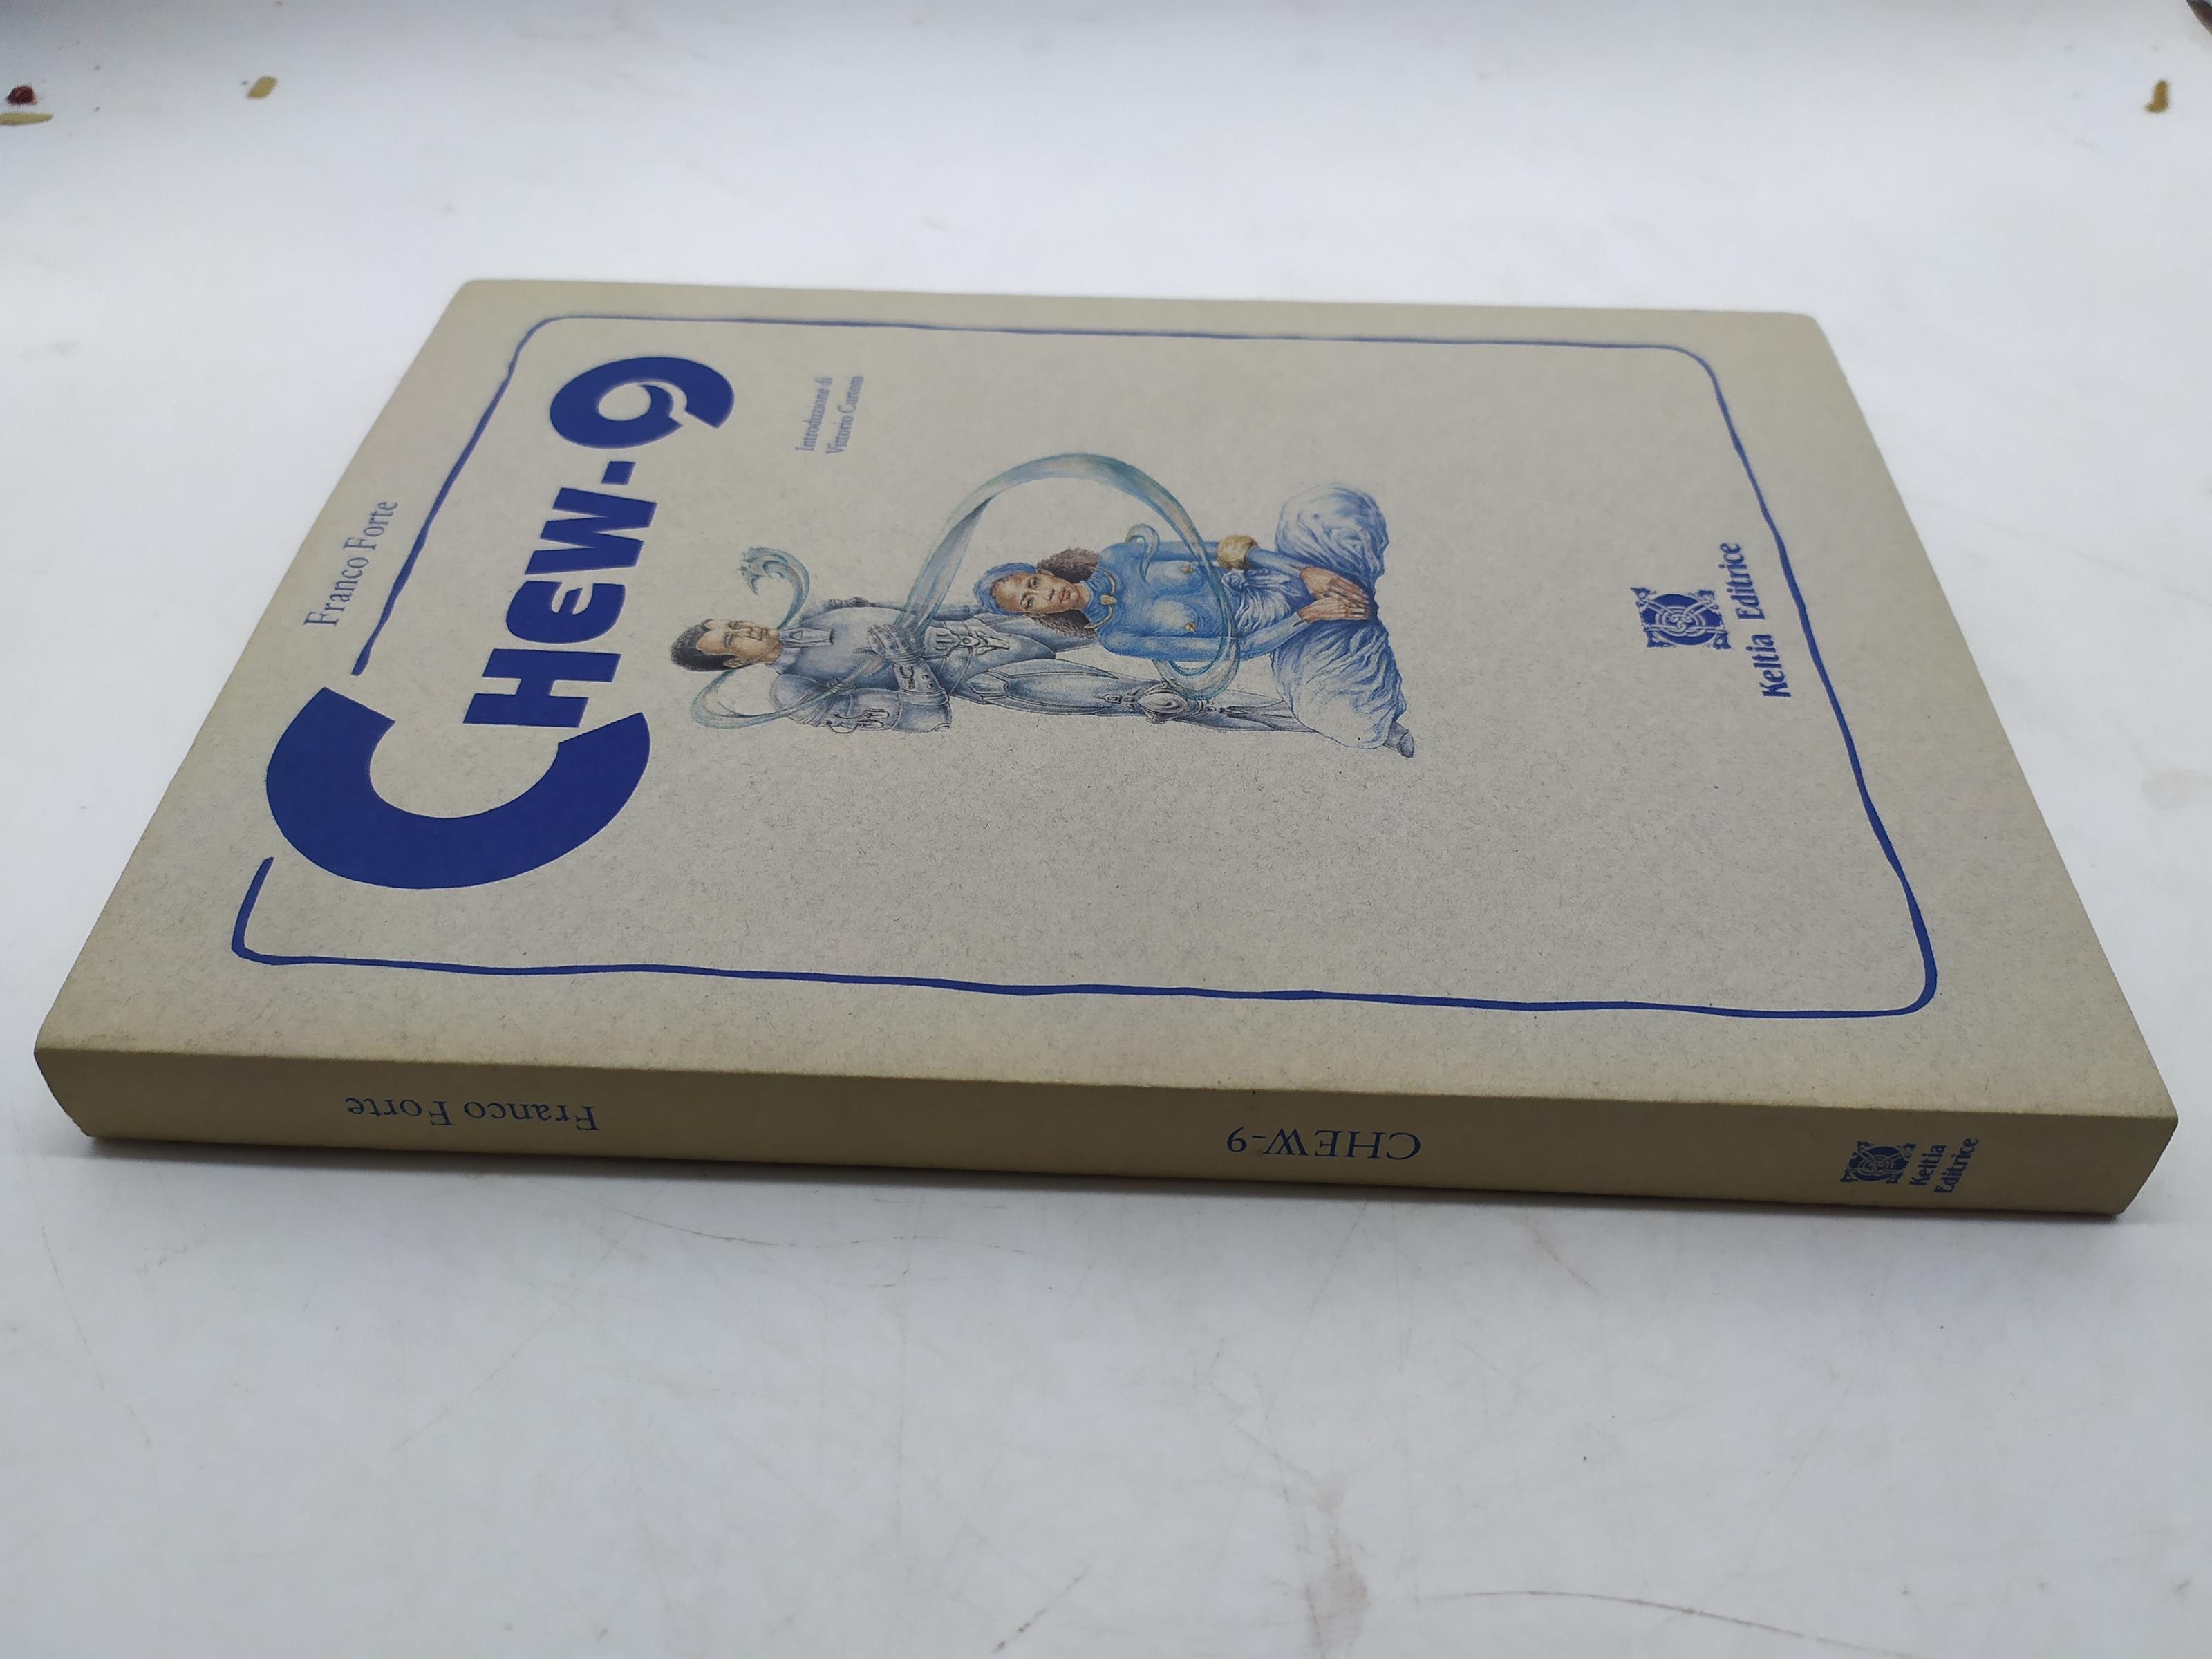 Franco Forte
CHEW-9
Introduzione di
Vittorio Curtoni
Keltia Editrice
Franco Forte
CHEW-9
Keltia
Editrice